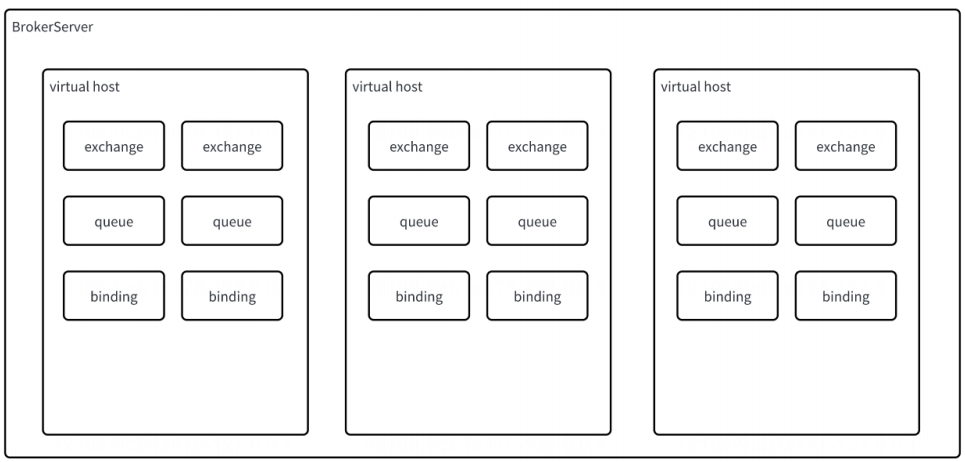 BrokerServer
virtual host virtual host virtual host
exchange exchange exchange exchange exchange exchange
queue queue queue queue queue queue
binding binding binding binding binding binding